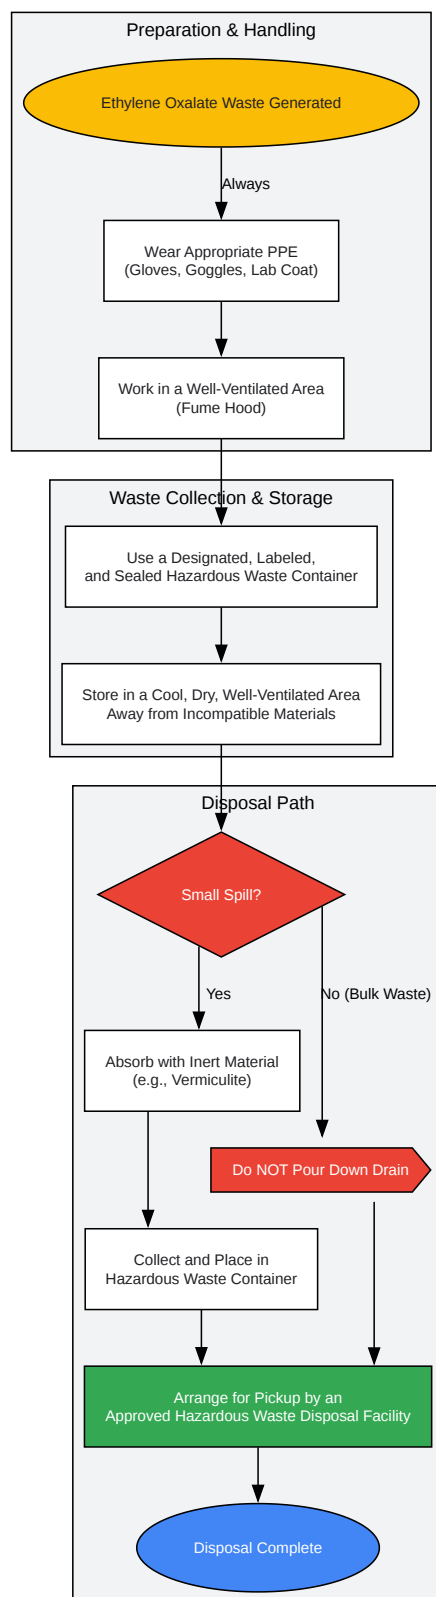 Preparation & Handling
Ethylene Oxalate Waste Generated
Always
Wear Appropriate PPE
(Gloves, Goggles, Lab Coat)
Work in a Well-Ventilated Area
(Fume Hood)
Waste Collection & Storage
Use a Designated, Labeled,
and Sealed Hazardous Waste Container
Store in a Cool, Dry, Well-Ventilated Area
Away from Incompatible Materials
Disposal Path
Small Spill?
Yes
No (Bulk Waste)
Absorb with Inert Material
(e.g., Vermiculite)
Do NOT Pour Down Drain
Collect and Place in
Hazardous Waste Container
Arrange for Pickup by an
Approved Hazardous Waste Disposal Facility
Disposal Complete